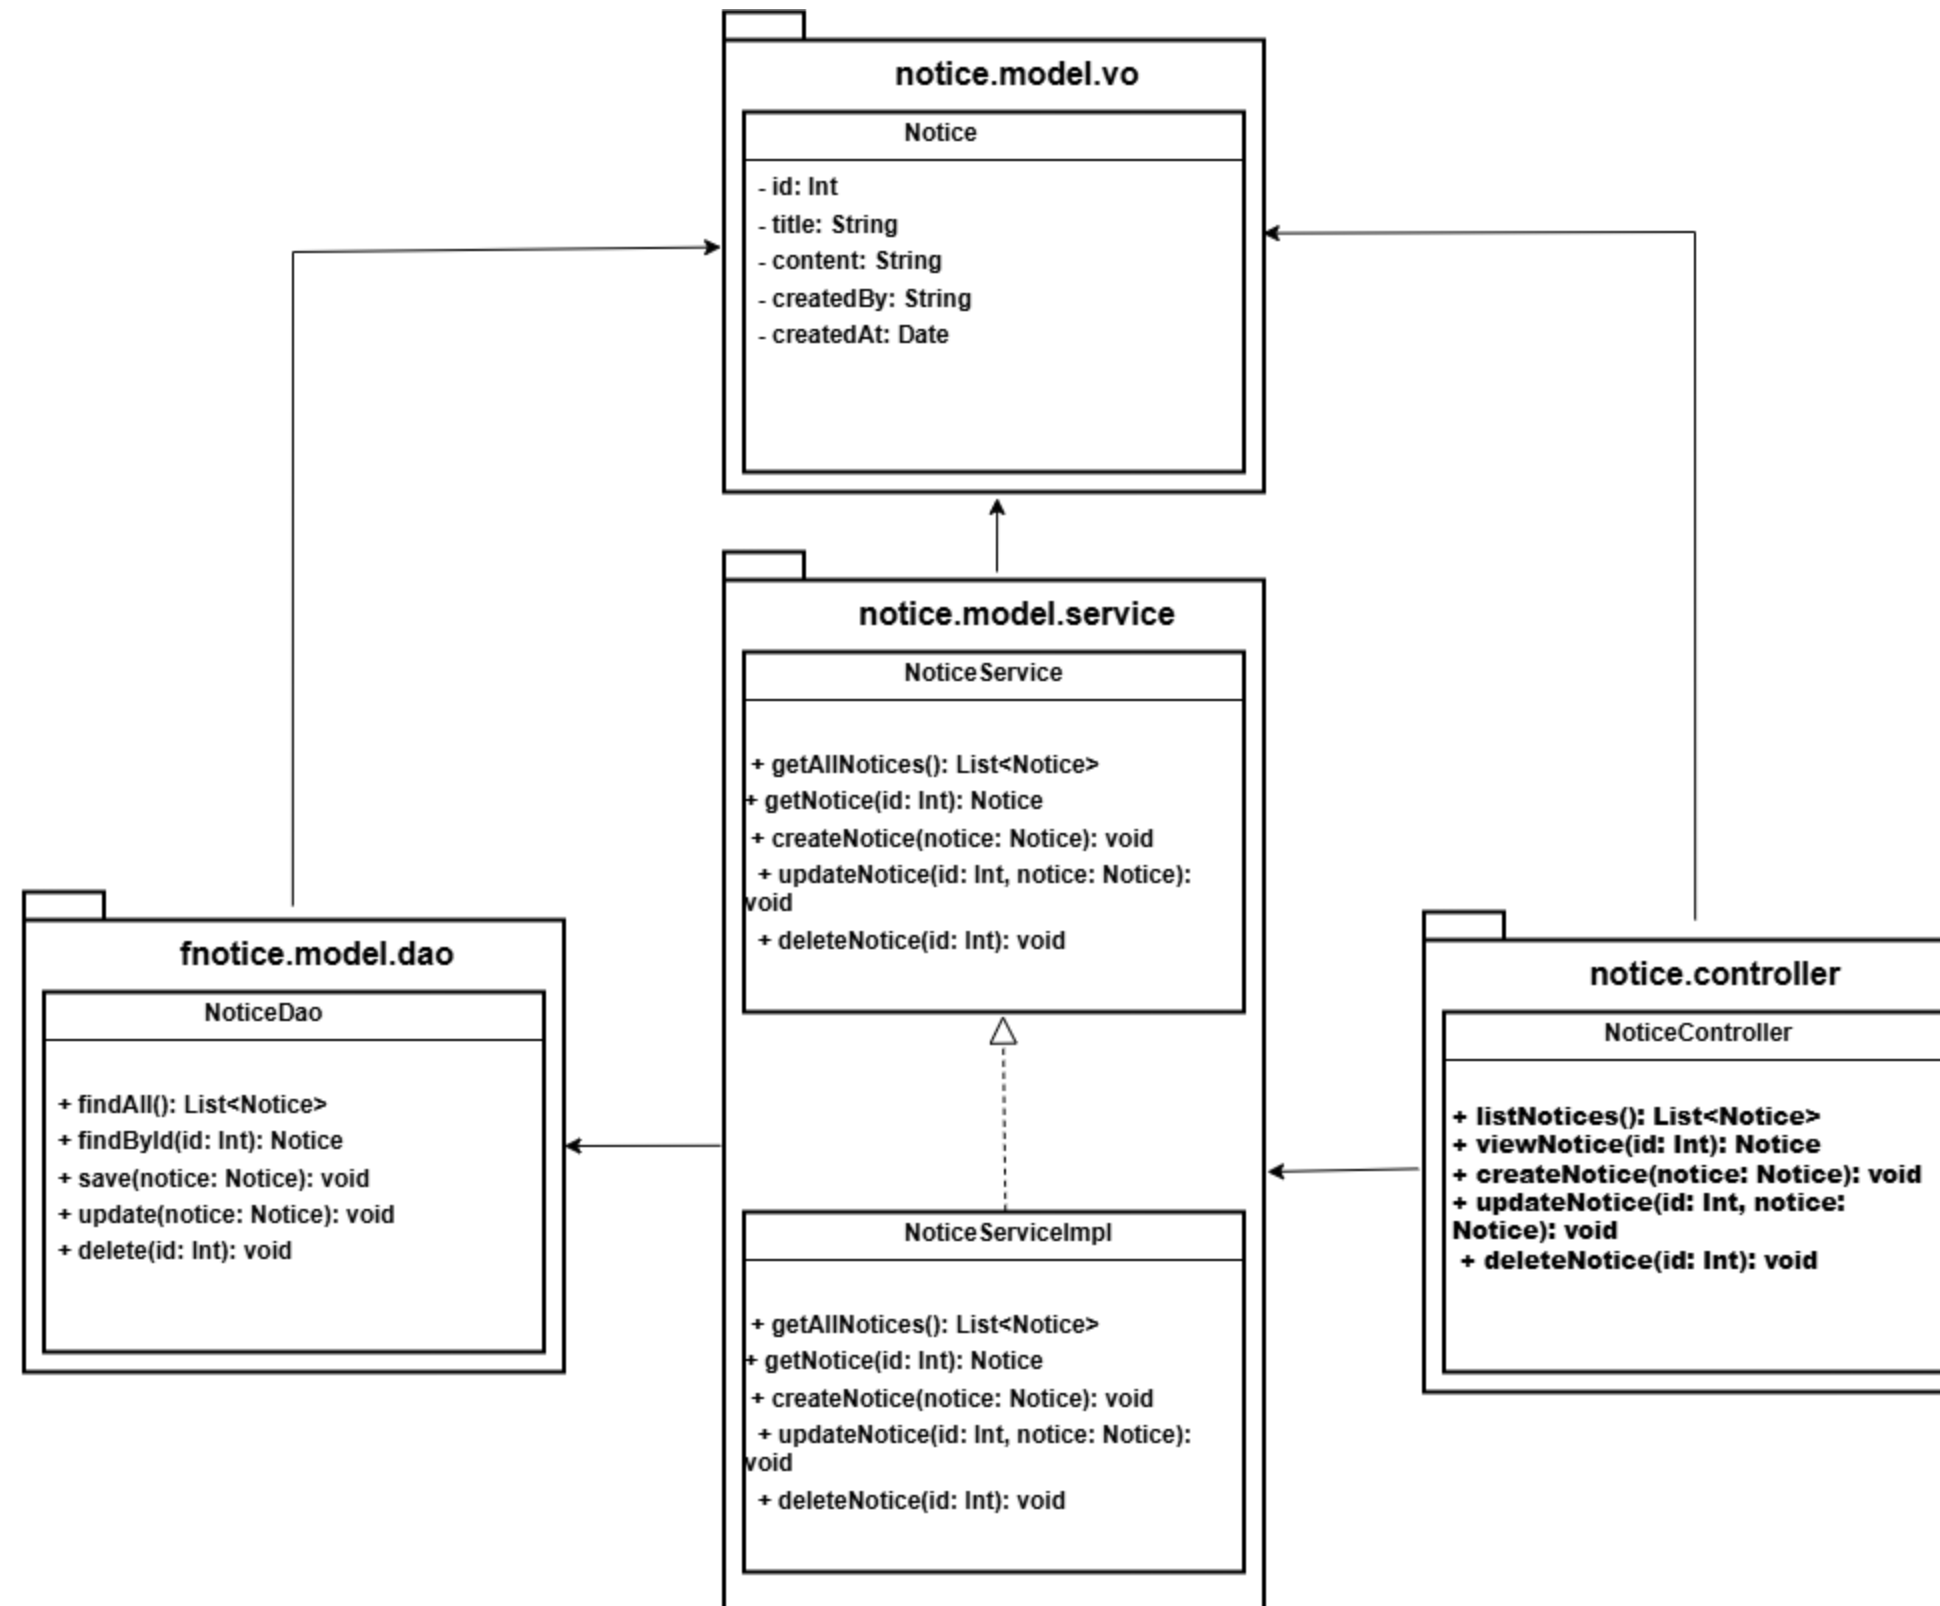 notice.model.vo
Notice
- id: Int
- title: String
- content: String
- createdBy: String
- createdAt: Date
notice.model.service
NoticeService
+ getAllNotices(): List<Notice>
+ getNotice(id: Int): Notice
+ createNotice(notice: Notice): void
+ updateNotice(id: Int, notice: Notice):
void
+ deleteNotice(id: Int): void
fnotice.model.dao
NoticeDao
+ findAll(): List<Notice>
+ findById(id: Int): Notice
+ save(notice: Notice): void
+ update(notice: Notice): void
+ delete(id: Int): void
notice.controller
NoticeController
+ listNotices(): List<Notice>
+ viewNotice(id: Int): Notice
+ createNotice(notice: Notice): void
+ updateNotice(id: Int, notice:
Notice): void
+ deleteNotice(id: Int): void
NoticeServiceImpl
+ getAllNotices(): List<Notice>
+ getNotice(id: Int): Notice
+ createNotice(notice: Notice): void
+ updateNotice(id: Int, notice: Notice):
void
+ deleteNotice(id: Int): void